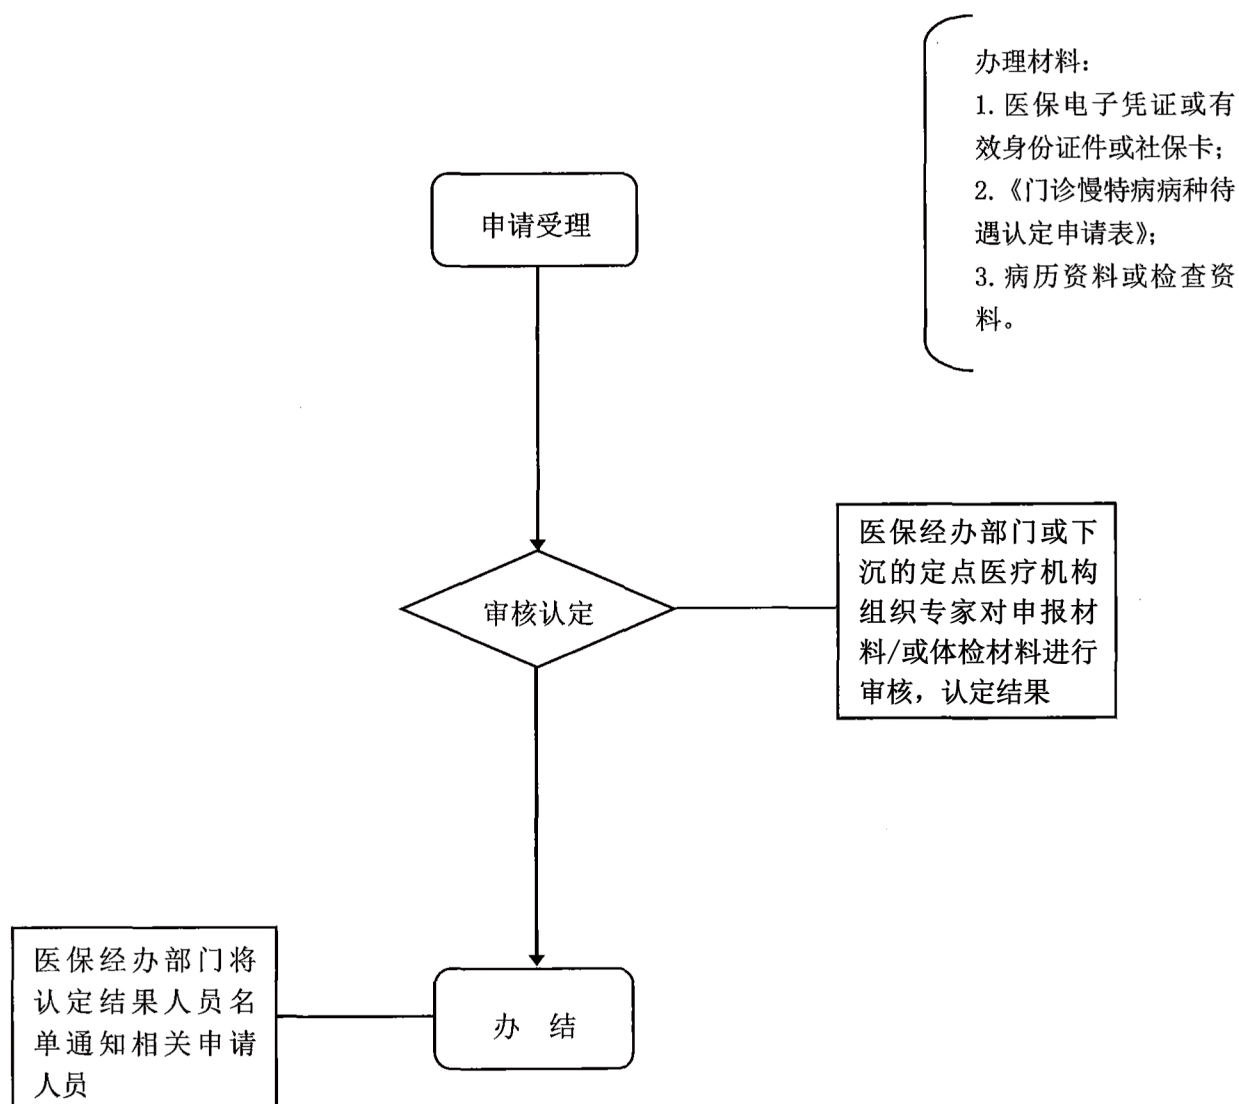 办理材料：
1. 医保电子凭证或有
效身份证件或社保卡；
2.《门诊慢特病病种待
遇认定申请表》；
3. 病历资料或检查资
料。
申请受理
审核认定
医保经办部门或下
沉的定点医疗机构
组织专家对申报材
料/或体检材料进行
审核，认定结果
医保经办部门将
认定结果人员名
单通知相关申请
人员
办 结